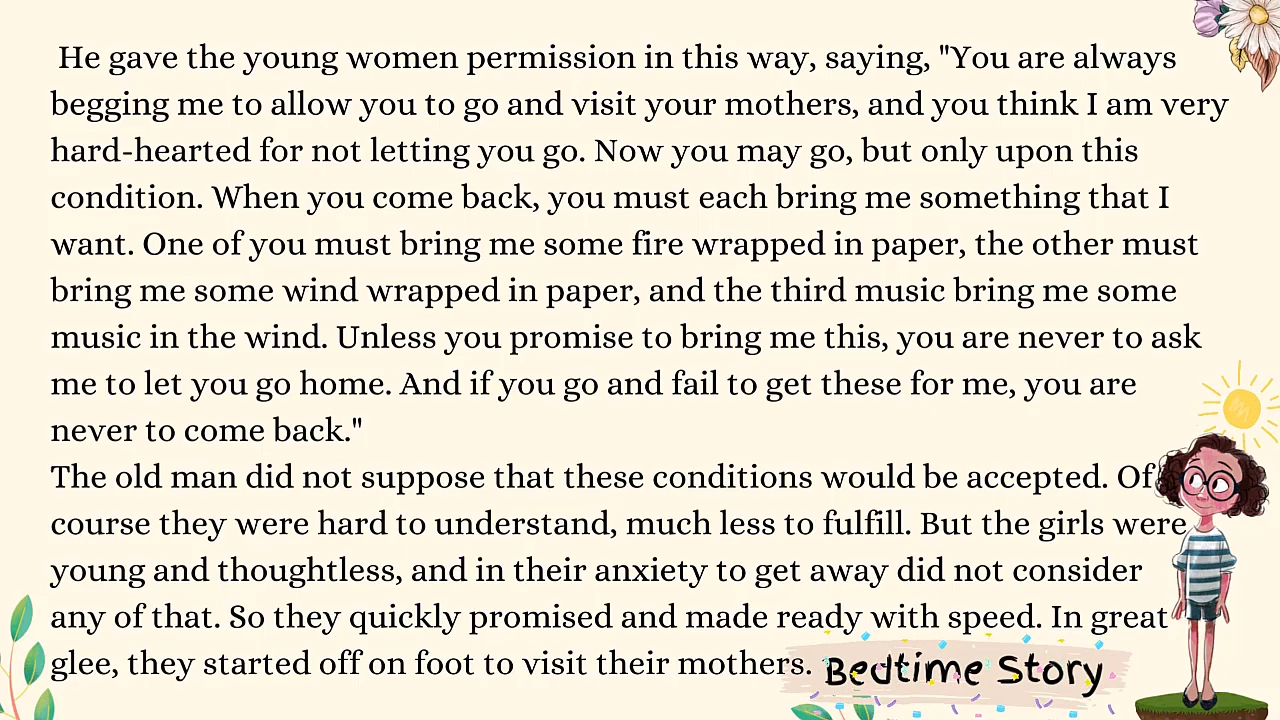 He gave the young women permission in this way, saying, "You are always
begging me to allow you to go and visit your mothers, and you think I am very
hard-hearted for not letting you go. Now you may go, but only upon this
condition. When you come back, you must each bring me something that I
want. One of you must bring me some fire wrapped in paper, the other must
bring me some wind wrapped in paper, and the third music bring me some
music in the wind. Unless you promise to bring me this, you are never to ask
me to let you go home. And if you go and fail to get these for me, you are
never to come back."
The old man did not suppose that these conditions would be accepted. Of
course they were hard to understand, much less to fulfill. But the girls were
young and thoughtless, and in their anxiety to get away did not consider
any of that. So they quickly promised and made ready with speed. In great
glee, they started off on foot to visit their mothers.
Bedtime Story